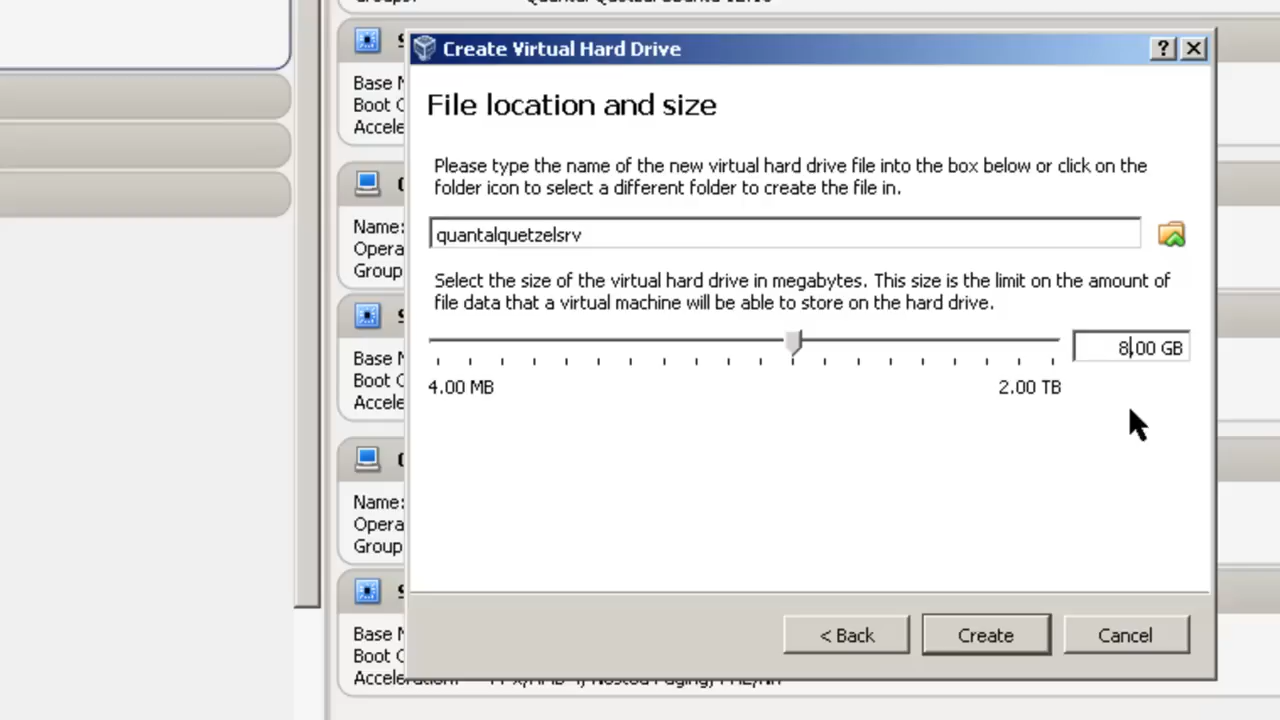 Create Virtual Hard Drive
File location and size
Please type the name of the new virtual hard drive file into the box below or click on the
folder icon to select a different folder to create the file in.
quantalquetzelsrv
Select the size of the virtual hard drive in megabytes. This size is the limit on the amount of
file data that a virtual machine will be able to store on the hard drive.
8.00 GB
4.00 MB
2.00 TB
< Back
Create
Cancel
Base
Boot
Accele
Name:
Opera
Group
Base
Boot
Accele
Name:
Opera
Group
Base
Boot